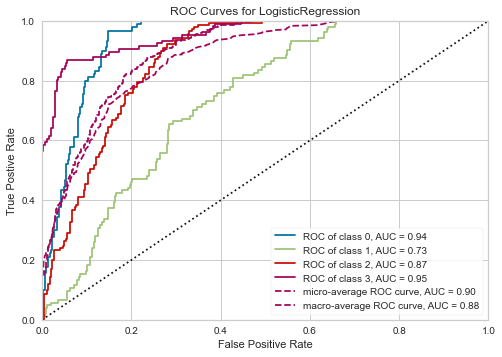 ROC Curves for LogisticRegression
1.0
0.8
0.6
0.4
0.2
0.0
True Postive Rate
ROC of class 0, AUC = 0.94
ROC of class 1, AUC = 0.73
ROC of class 2, AUC = 0.87
ROC of class 3, AUC = 0.95
micro-average ROC curve, AUC = 0.90
macro-average ROC curve, AUC = 0.88
0.0 0.2 0.4 0.6 0.8 1.0
False Positive Rate